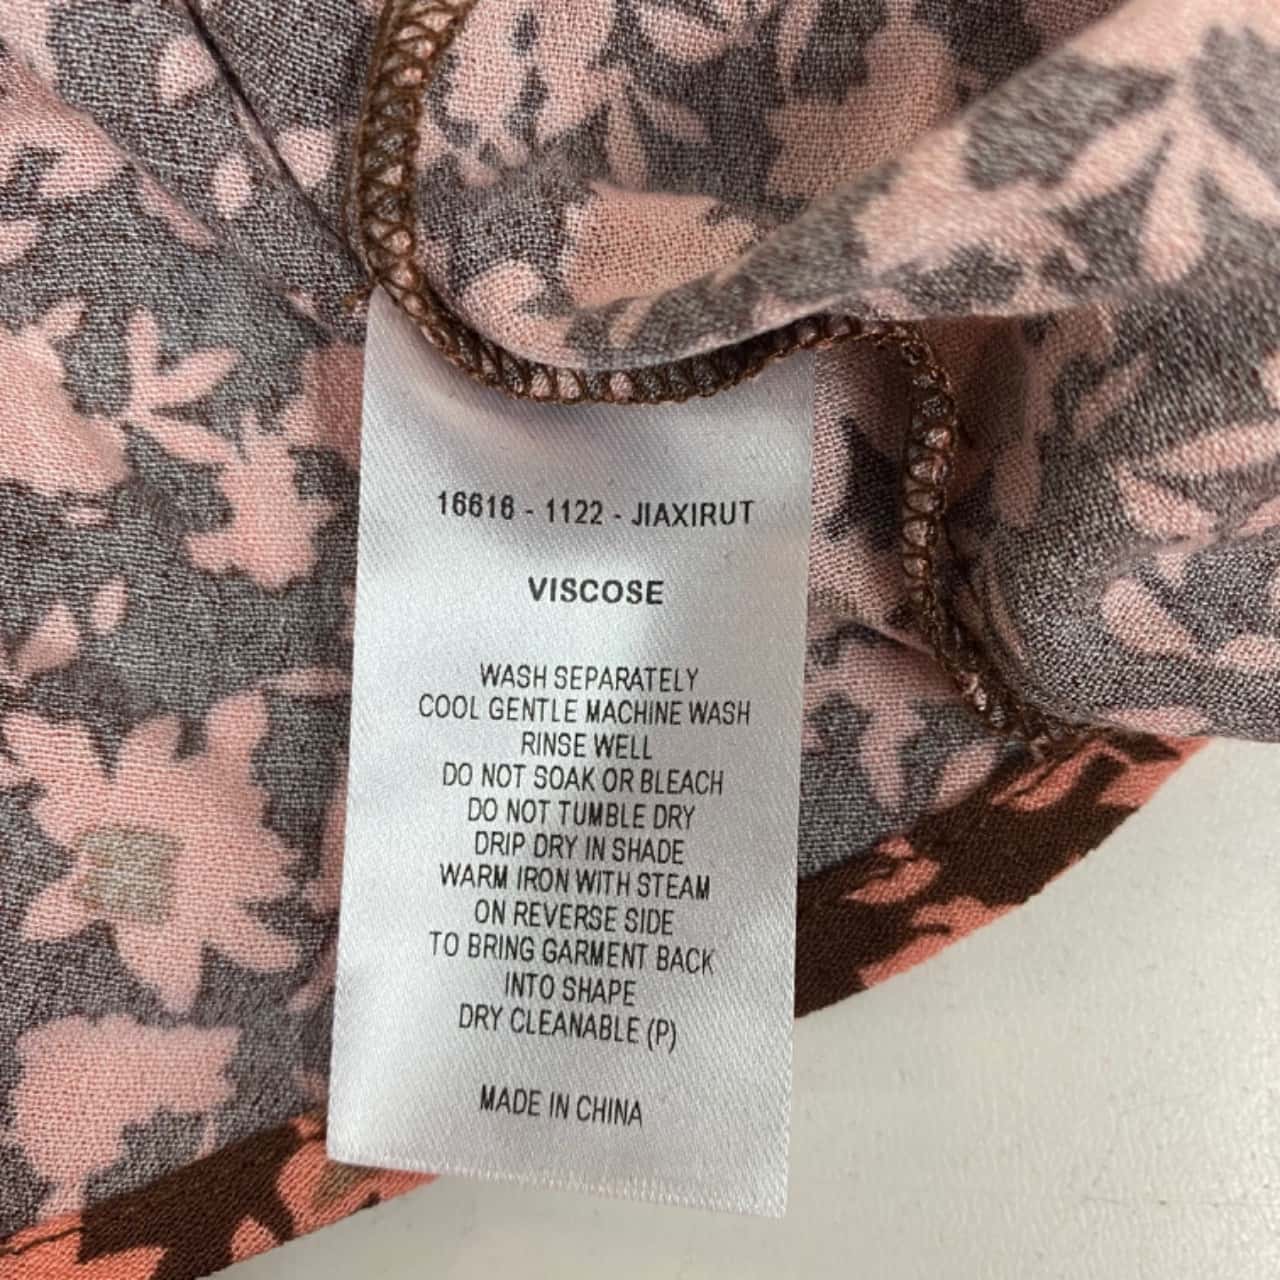 16616 - 1122 - JIAXIRUT
VISCOSE
WASH SEPARATELY
COOL GENTLE MACHINE WASH
RINSE WELL
DO NOT SOAK OR BLEACH
DO NOT TUMBLE DRY
DRIP DRY IN SHADE
WARM IRON WITH STEAM
ON REVERSE SIDE
TO BRING GARMENT BACK
INTO SHAPE
DRY CLEANABLE (P)
MADE IN CHINA